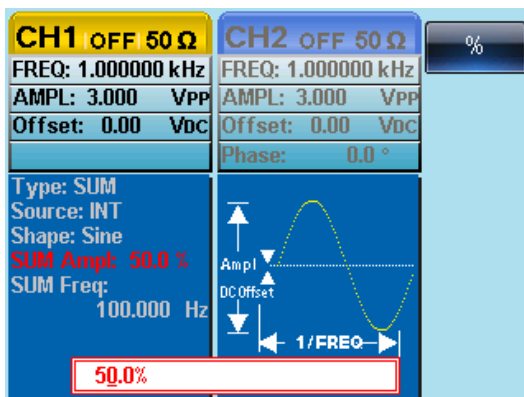 CH1 OFF 50 Ω
FREQ: 1.000000 kHz
AMPL: 3.000 VPP
Offset: 0.00 VDC
CH2 OFF 50 Ω
FREQ: 1.000000 kHz
AMPL: 3.000 VPP
Offset: 0.00 VDC
Phase: 0.0 °
%
Type: SUM
Source: INT
Shape: Sine
SUM Ampl: 50.0 %
SUM Freq:
100.000 Hz
Ampl
DC Offset
1/FREQ
50.0%